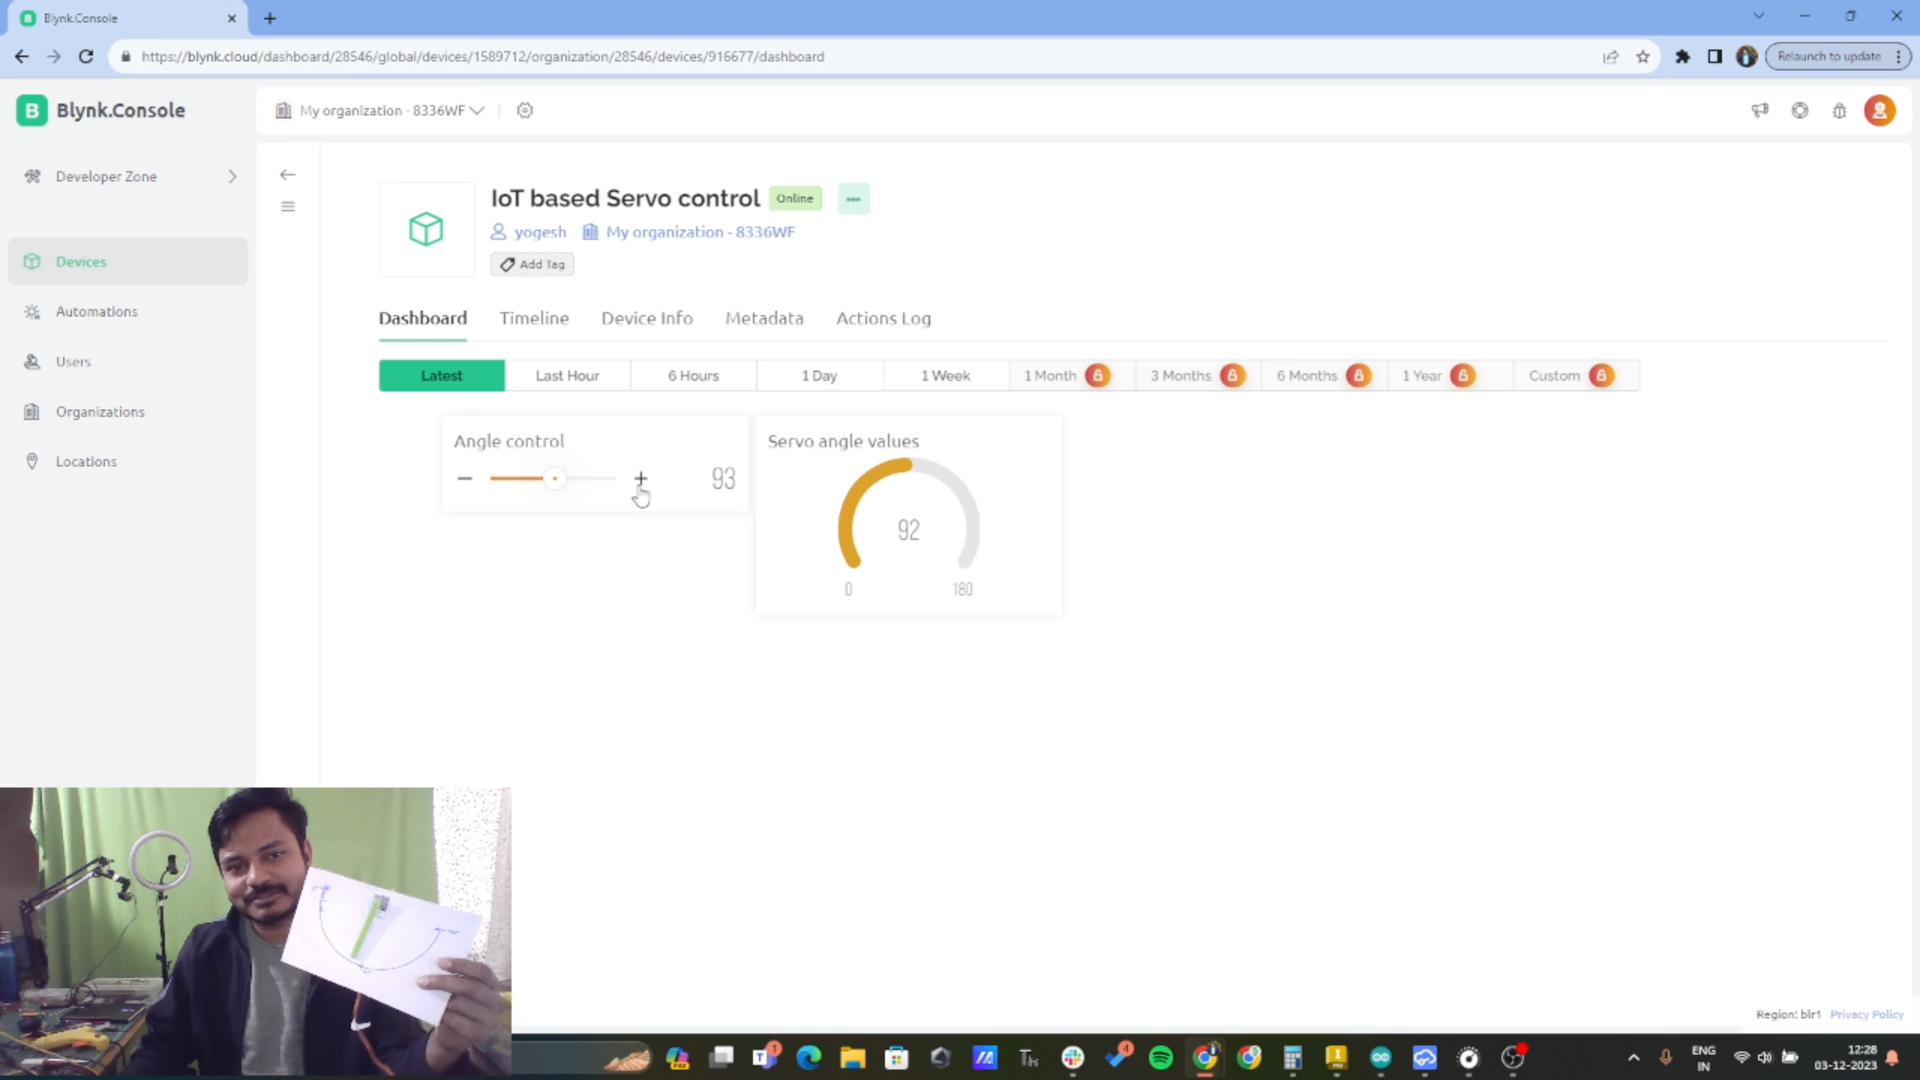 Blynk.Console
https://blynk.cloud/dashboard/28546/global/devices/1589712/organization/28546/devices/916677/dashboard
Relaunch to update
B Blynk.Console
My organization - 8336WF
Developer Zone
Devices
Automations
Users
Organizations
Locations
IoT based Servo control Online
yogesh My organization - 8336WF
Add Tag
Dashboard Timeline Device Info Metadata Actions Log
Latest Last Hour 6 Hours 1 Day 1 Week 1 Month 3 Months 6 Months 1 Year Custom
Angle control
93
Servo angle values
92
0 180
Region: blr1 Privacy Policy
ENG
IN
12:28
03-12-2023